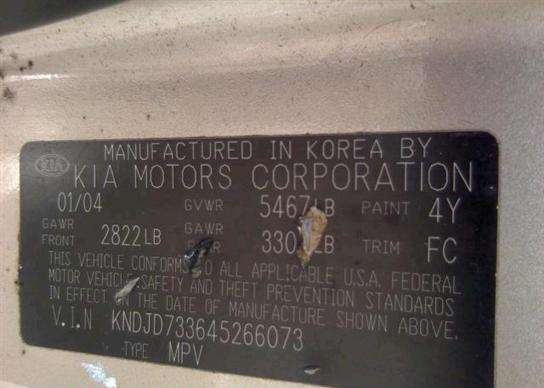 KIA
MANUFACTURED IN KOREA BY
KIA MOTORS CORPORATION
01/04 GVWR 5467LB PAINT 4Y
GAWR FRONT 2822LB GAWR TRIM FC
THIS VEHICLE CONFORMS TO ALL APPLICABLE U.S.A. FEDERAL
MOTOR VEHICLE SAFETY AND THEFT PREVENTION STANDARDS
IN EFFECT ON THE DATE OF MANUFACTURE SHOWN ABOVE.
V.I.N KNDJD733645266073
TYPE MPV